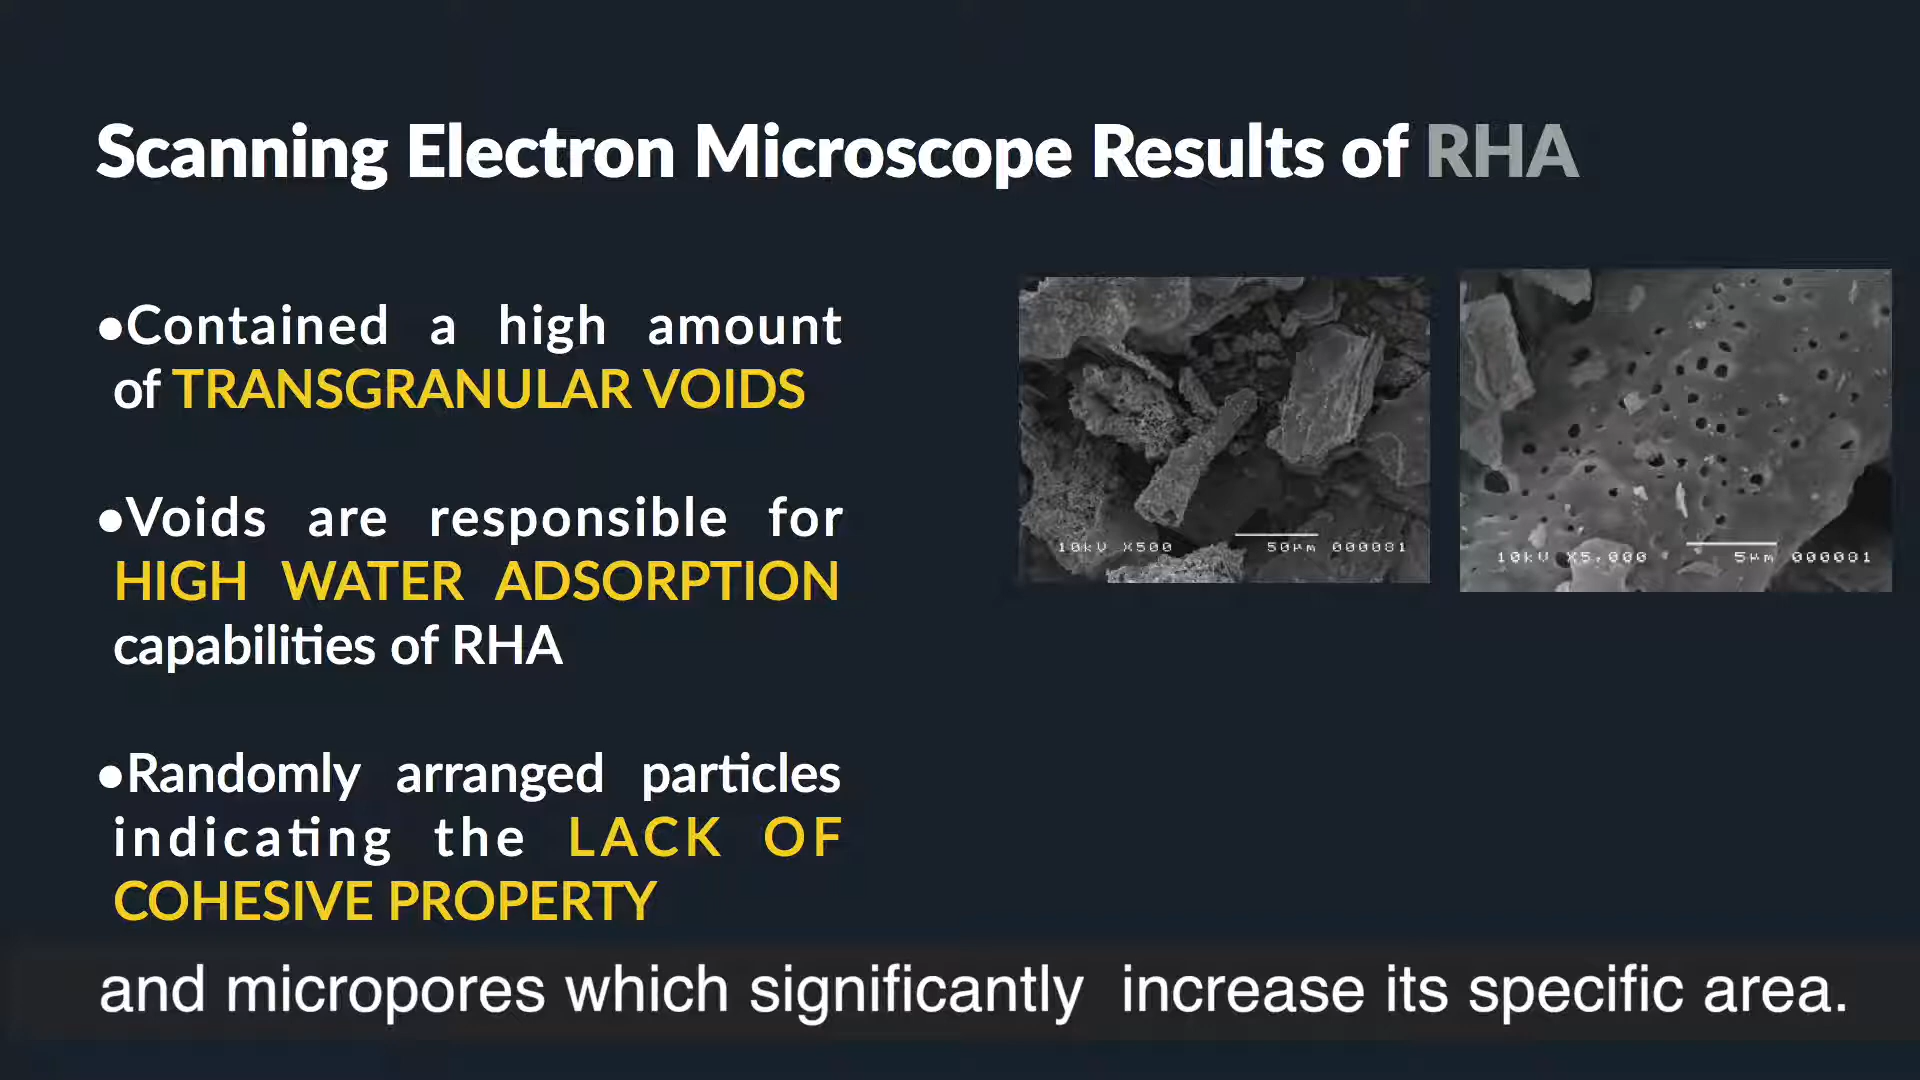 Scanning Electron Microscope Results of RHA
•Contained a high amount
of TRANSGRANULAR VOIDS
•Voids are responsible for
HIGH WATER ADSORPTION
capabilities of RHA
•Randomly arranged particles
indicating the LACK OF
COHESIVE PROPERTY
10kV X500 50µm 000081
10kV X5,000 5µm 000081
and micropores which significantly increase its specific area.